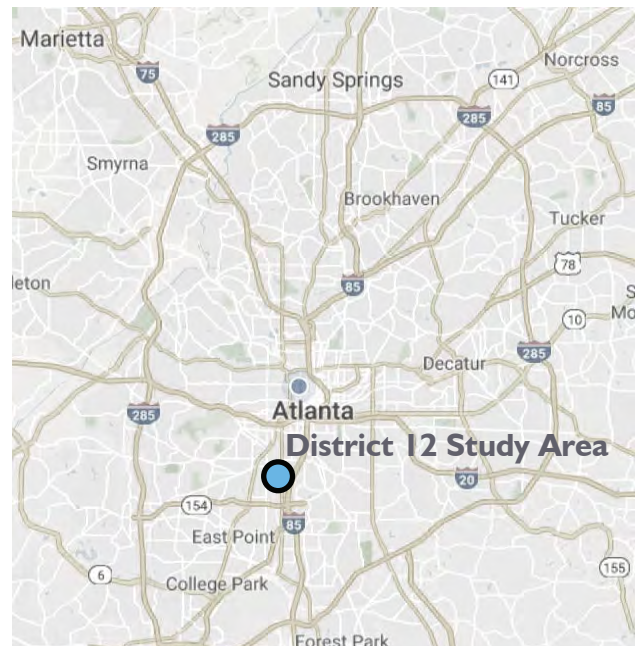 Marietta
Norcross
75
Sandy Springs
141
85
285
285
Smyrna
Brookhaven
Tucker
78
leton
85
S
Mo
10
Decatur
285
Atlanta
285
District 12 Study Area
20
154
85
East Point
6
College Park
155
Forest Park